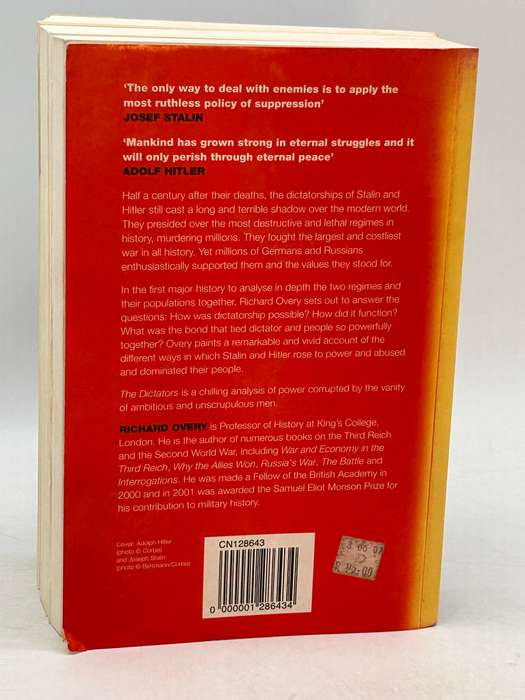 ‘The only way to deal with enemies is to apply the
most ruthless policy of suppression’
JOSEF STALIN
‘Mankind has grown strong in eternal struggles and it
will only perish through eternal peace’
ADOLF HITLER
Half a century after their deaths, the dictatorships of Stalin and
Hitler still cast a long and terrible shadow over the modern world.
They presided over the most destructive and lethal regimes in
history, murdering millions. They fought the largest and costliest
war in all history. Yet millions of Germans and Russians
enthusiastically supported them and the values they stood for.
In the first major history to analyse in depth the two regimes and
their populations together, Richard Overy sets out to answer the
questions: How was dictatorship possible? How did it function?
What was the bond that tied dictator and people so powerfully
together? Overy paints a remarkable and vivid account of the
different ways in which Stalin and Hitler rose to power and abused
and dominated their people.
The Dictators is a chilling analysis of power corrupted by the vanity
of ambitious and unscrupulous men.
RICHARD OVERY is Professor of History at King's College,
London. He is the author of numerous books on the Third Reich
and the Second World War, including War and Economy in the
Third Reich, Why the Allies Won, Russia's War, The Battle and
Interrogations. He was made a Fellow of the British Academy in
2000 and in 2001 was awarded the Samuel Eliot Morison Prize for
his contribution to military history.
Cover: Adolph Hitler
(photo © Corbis)
and Joseph Stalin
(photo © Bettmann/Corbis)
CN128643
0 000001 286434